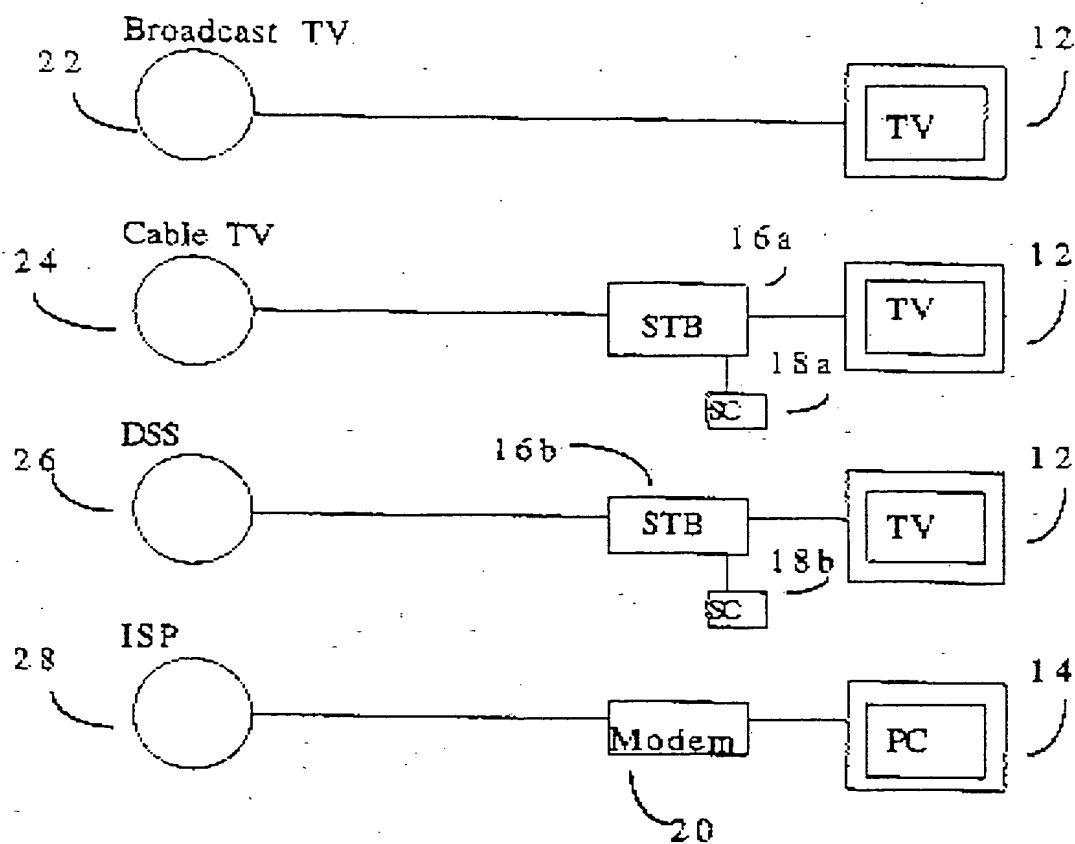 Broadcast TV
22
12
TV
Cable TV
24
16a
12
STB
TV
18a
SC
DSS
26
16b
12
STB
TV
18b
SC
ISP
28
14
Modem
PC
20